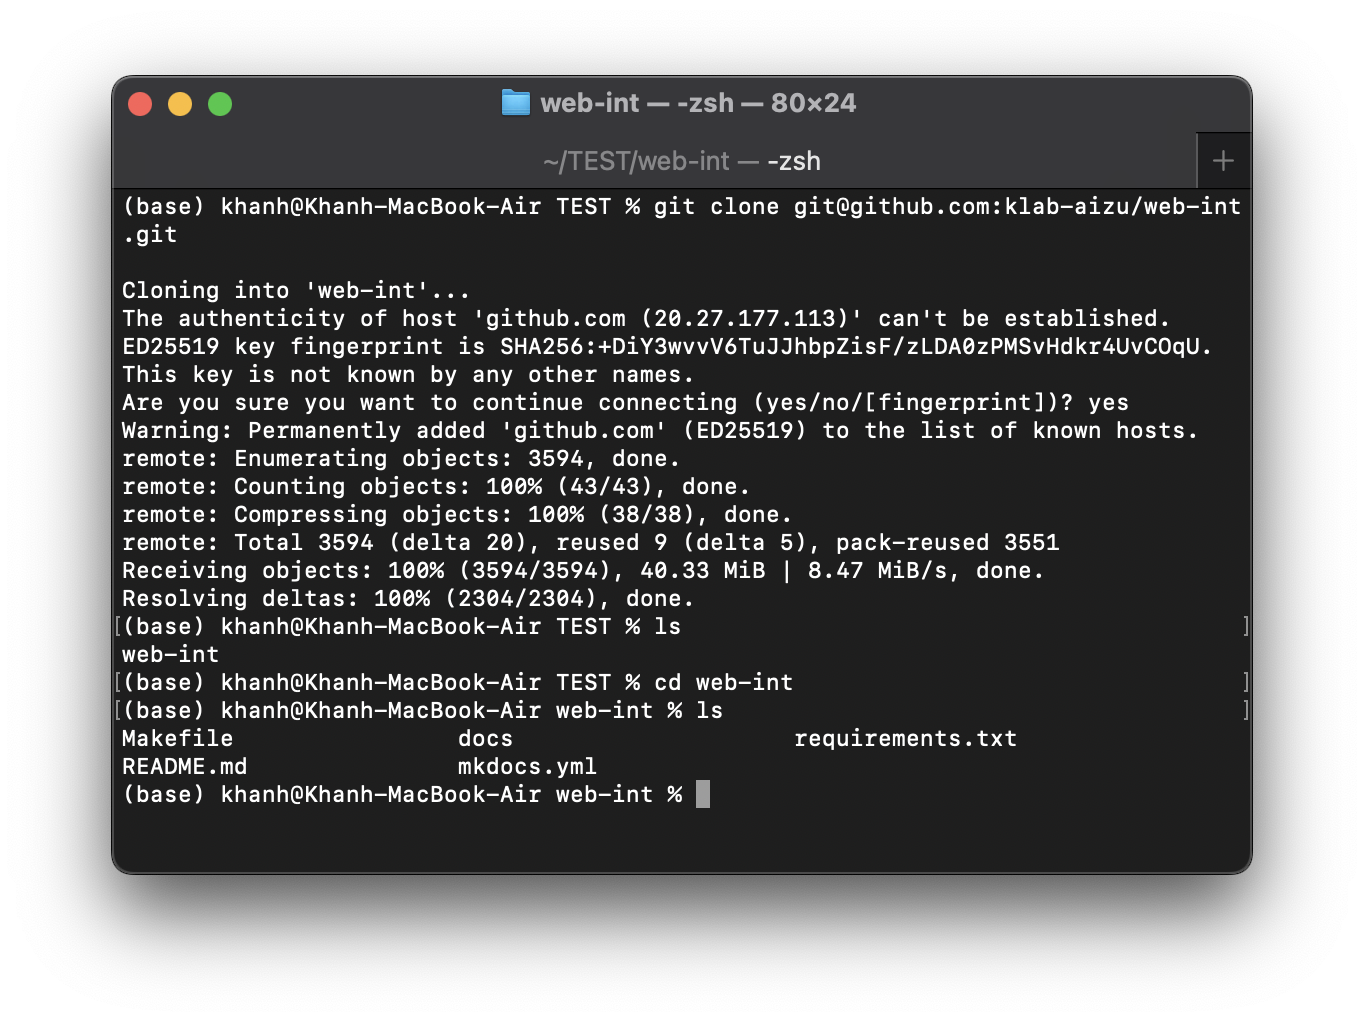 web-int — -zsh — 80×24
~/TEST/web-int — -zsh
+
(base) khanh@Khanh-MacBook-Air TEST % git clone git@github.com:klab-aizu/web-int
.git
Cloning into 'web-int'...
The authenticity of host 'github.com (20.27.177.113)' can't be established.
ED25519 key fingerprint is SHA256:+DiY3wvvV6TuJJhbpZisF/zLDA0zPMSvHdkr4UvCOqU.
This key is not known by any other names.
Are you sure you want to continue connecting (yes/no/[fingerprint])? yes
Warning: Permanently added 'github.com' (ED25519) to the list of known hosts.
remote: Enumerating objects: 3594, done.
remote: Counting objects: 100% (43/43), done.
remote: Compressing objects: 100% (38/38), done.
remote: Total 3594 (delta 20), reused 9 (delta 5), pack-reused 3551
Receiving objects: 100% (3594/3594), 40.33 MiB | 8.47 MiB/s, done.
Resolving deltas: 100% (2304/2304), done.
[(base) khanh@Khanh-MacBook-Air TEST % ls ]
web-int
[(base) khanh@Khanh-MacBook-Air TEST % cd web-int ]
[(base) khanh@Khanh-MacBook-Air web-int % ls ]
Makefile docs requirements.txt
README.md mkdocs.yml
(base) khanh@Khanh-MacBook-Air web-int %